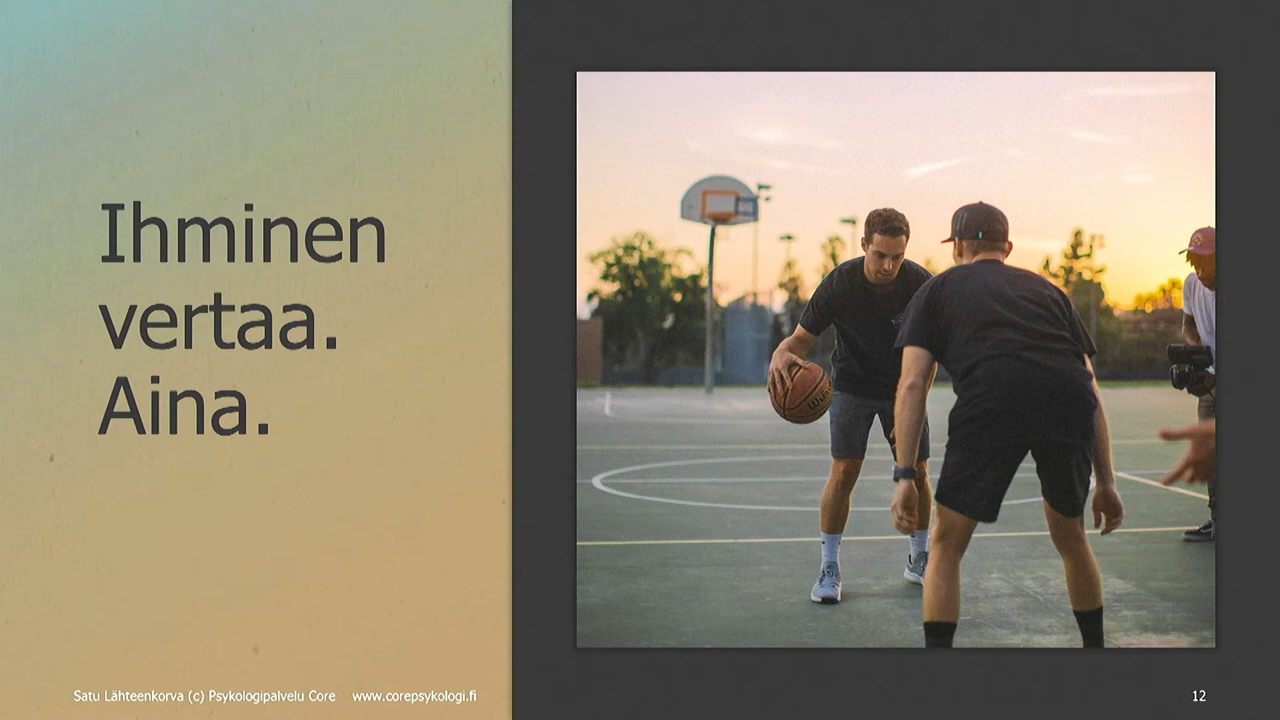 Ihminen
vertaa.
Aina.
Satu Lähteenkorva (c) Psykologipalvelu Core www.corepsykologi.fi
12